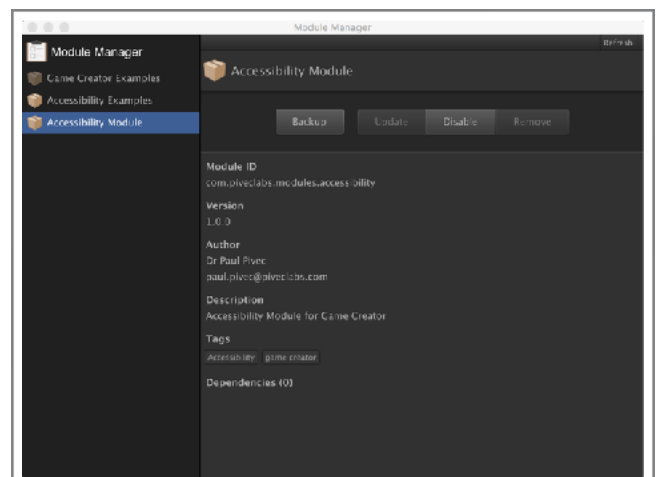 Module Manager
Refresh
Module Manager
Game Creator Examples
Accessibility Examples
Accessibility Module
Accessibility Module
Backup
Update
Disable
Remove
Module ID
com.piveclabs.modules.accessibility
Version
1.0.0
Author
Dr Paul Pivec
paul.pivec@piveclabs.com
Description
Accessibility Module for Game Creator
Tags
Accessibility game creator
Dependencies (0)